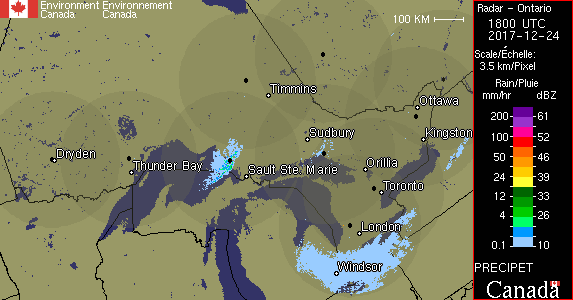 Environment Environnement
Canada Canada
100 KM
Timmins
Ottawa
Sudbury
Kingston
Dryden
Thunder Bay
Sault Ste. Marie
Orillia
Toronto
London
Windsor
Radar - Ontario
1800 UTC
2017-12-24
Scale/Échelle:
3.5 km/Pixel
Rain/Pluie
mm/hr dBZ
200 61
100 52
50 46
24 39
12 33
4 26
1 20
0.1 10
PRECIPET
Canada